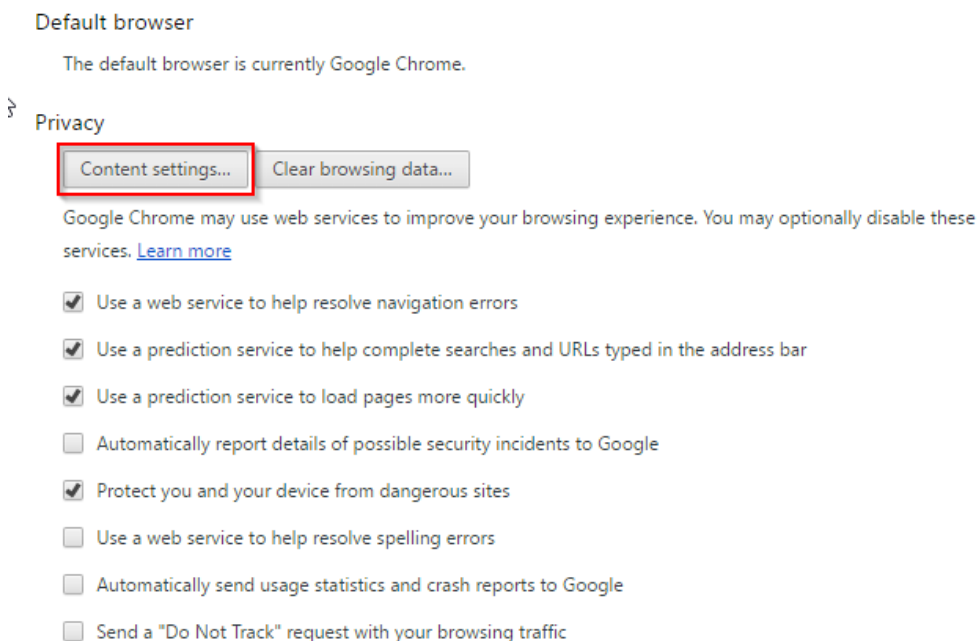 Default browser
The default browser is currently Google Chrome.
Privacy
Content settings... Clear browsing data...
Google Chrome may use web services to improve your browsing experience. You may optionally disable these
services. Learn more
Use a web service to help resolve navigation errors
Use a prediction service to help complete searches and URLs typed in the address bar
Use a prediction service to load pages more quickly
Automatically report details of possible security incidents to Google
Protect you and your device from dangerous sites
Use a web service to help resolve spelling errors
Automatically send usage statistics and crash reports to Google
Send a "Do Not Track" request with your browsing traffic